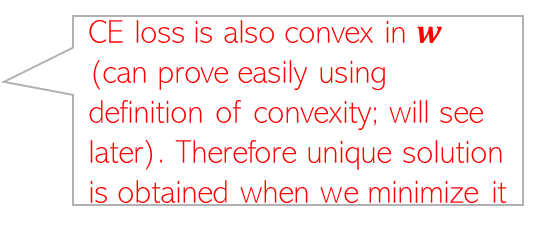 CE loss is also convex in 𝒘
(can prove easily using
definition of convexity; will see
later). Therefore unique solution
is obtained when we minimize it